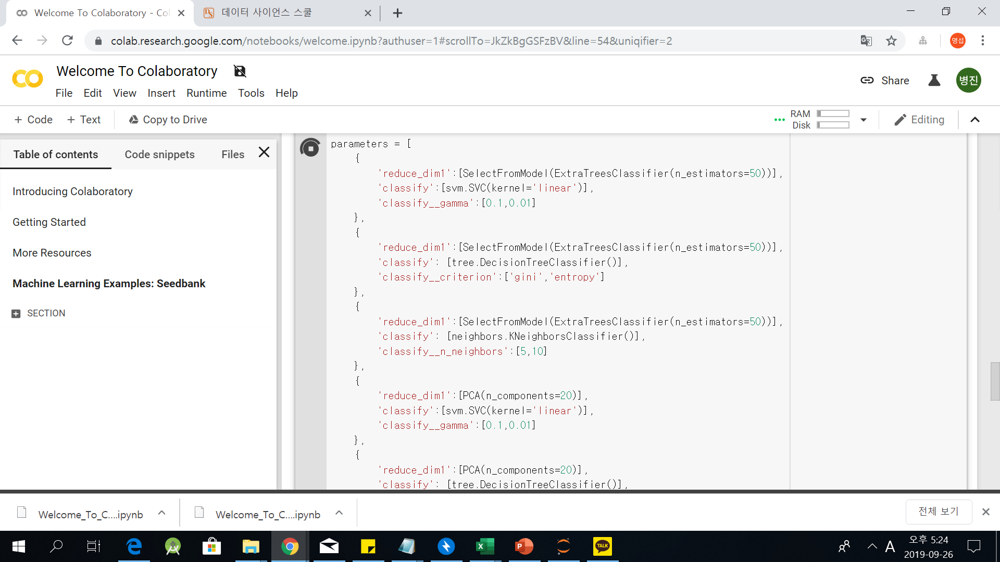 Welcome To Colaboratory - Col
데이터 사이언스 스쿨
colab.research.google.com/notebooks/welcome.ipynb?authuser=1#scrollTo=JkZkBgGSFzBV&line=54&uniqifier=2
명섭
Welcome To Colaboratory
File Edit View Insert Runtime Tools Help
Share
병진
+ Code + Text Copy to Drive
RAM
Disk
Editing
Table of contents Code snippets Files
Introducing Colaboratory
Getting Started
More Resources
Machine Learning Examples: Seedbank
SECTION
parameters = [
{
'reduce_dim1':[SelectFromModel(ExtraTreesClassifier(n_estimators=50))],
'classify':[svm.SVC(kernel='linear')],
'classify__gamma':[0.1,0.01]
},
{
'reduce_dim1':[SelectFromModel(ExtraTreesClassifier(n_estimators=50))],
'classify': [tree.DecisionTreeClassifier()],
'classify__criterion':['gini','entropy']
},
{
'reduce_dim1':[SelectFromModel(ExtraTreesClassifier(n_estimators=50))],
'classify': [neighbors.KNeighborsClassifier()],
'classify__n_neighbors':[5,10]
},
{
'reduce_dim1':[PCA(n_components=20)],
'classify':[svm.SVC(kernel='linear')],
'classify__gamma':[0.1,0.01]
},
{
'reduce_dim1':[PCA(n_components=20)],
'classify': [tree.DecisionTreeClassifier()],
Welcome_To_C....ipynb
Welcome_To_C....ipynb
전체 보기
TALK
A
오후 5:24
2019-09-26